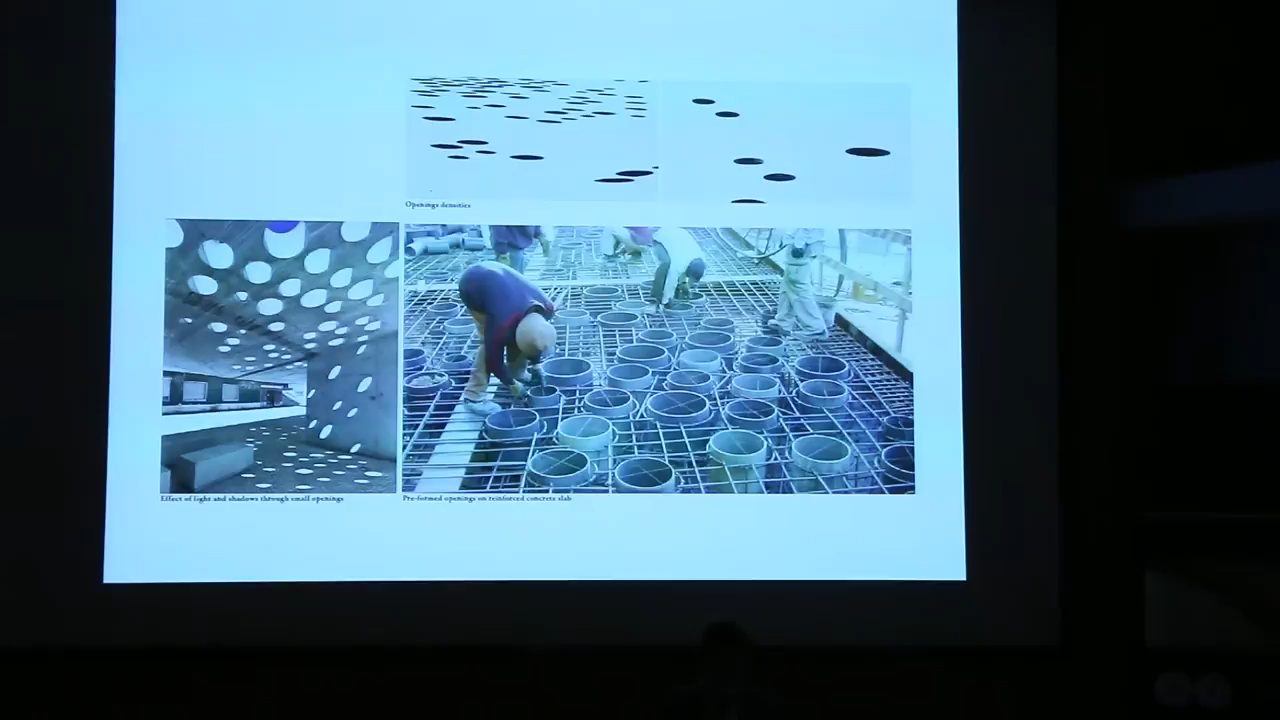 Openings densities
Effect of light and shadows through small openings
Pre-formed openings on reinforced concrete slab